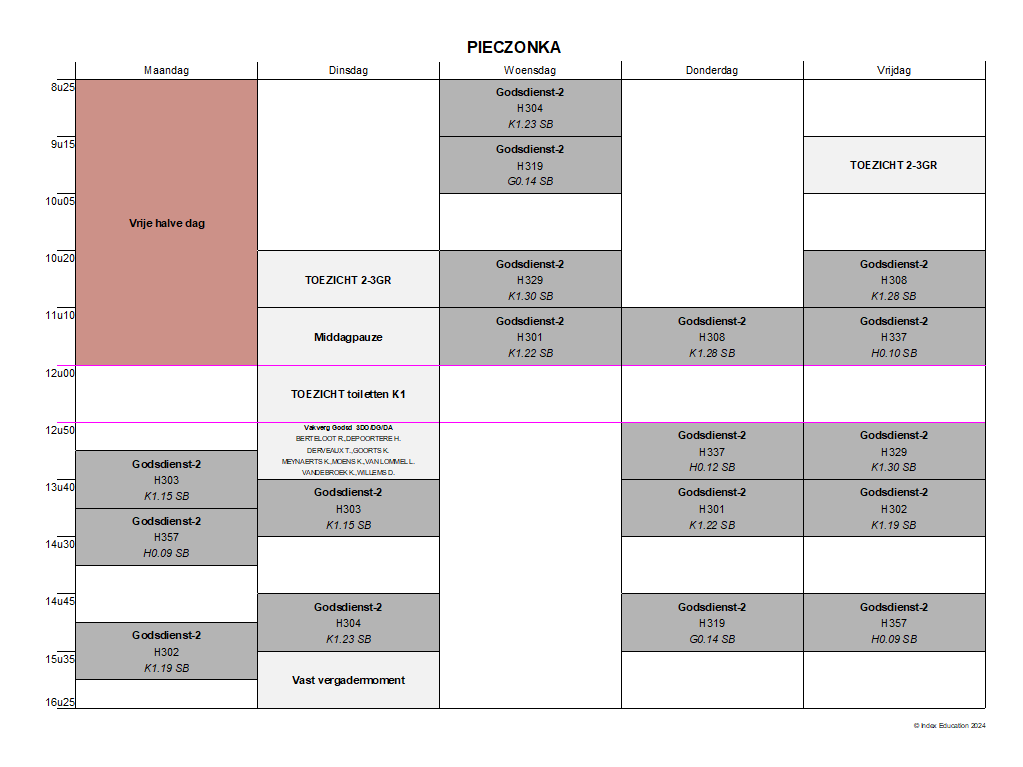 PIECZONKA
Maandag
Dinsdag
Woensdag
Donderdag
Vrijdag
8u25
9u15
10u05
10u20
11u10
12u00
12u50
13u40
14u30
14u45
15u35
16u25
Vrije halve dag
Godsdienst-2
H303
K1.15 SB
Godsdienst-2
H357
H0.09 SB
Godsdienst-2
H302
K1.19 SB
TOEZICHT 2-3GR
Middagpauze
TOEZICHT toiletten K1
Vakverg Godsd 3DO/DG/DA
BERTELOOT R.,DEPOORTERE H.
DERVEAUX T.,GOORTS K.
MEYNAERTS K.,MOENS K.,VAN LOMMEL L.
VANDEBROEK K.,WILLEMS D.
Godsdienst-2
H303
K1.15 SB
Godsdienst-2
H304
K1.23 SB
Vast vergadermoment
Godsdienst-2
H304
K1.23 SB
Godsdienst-2
H319
G0.14 SB
Godsdienst-2
H329
K1.30 SB
Godsdienst-2
H301
K1.22 SB
Godsdienst-2
H308
K1.28 SB
Godsdienst-2
H337
H0.12 SB
Godsdienst-2
H301
K1.22 SB
Godsdienst-2
H319
G0.14 SB
TOEZICHT 2-3GR
Godsdienst-2
H308
K1.28 SB
Godsdienst-2
H337
H0.10 SB
Godsdienst-2
H329
K1.30 SB
Godsdienst-2
H302
K1.19 SB
Godsdienst-2
H357
H0.09 SB
© Index Education 2024